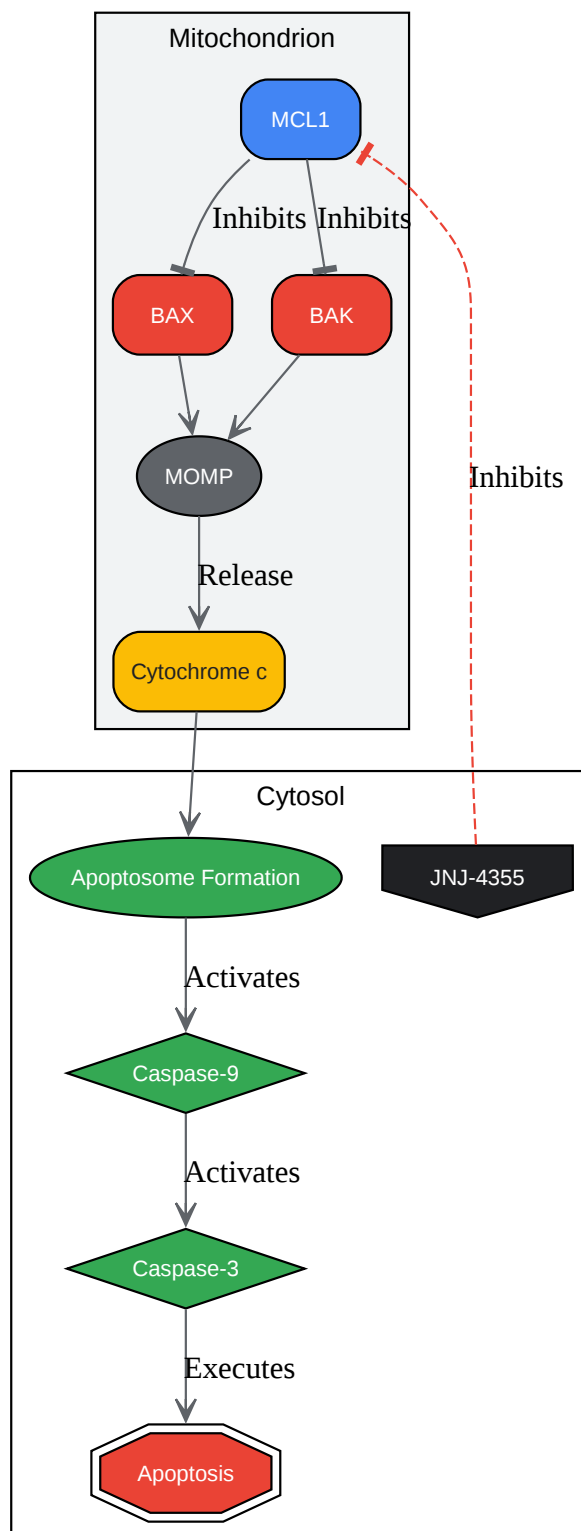 Mitochondrion
MCL1
Inhibits
Inhibits
BAX
BAK
MOMP
Inhibits
Release
Cytochrome c
Cytosol
Apoptosome Formation
JNJ-4355
Activates
Caspase-9
Activates
Caspase-3
Executes
Apoptosis